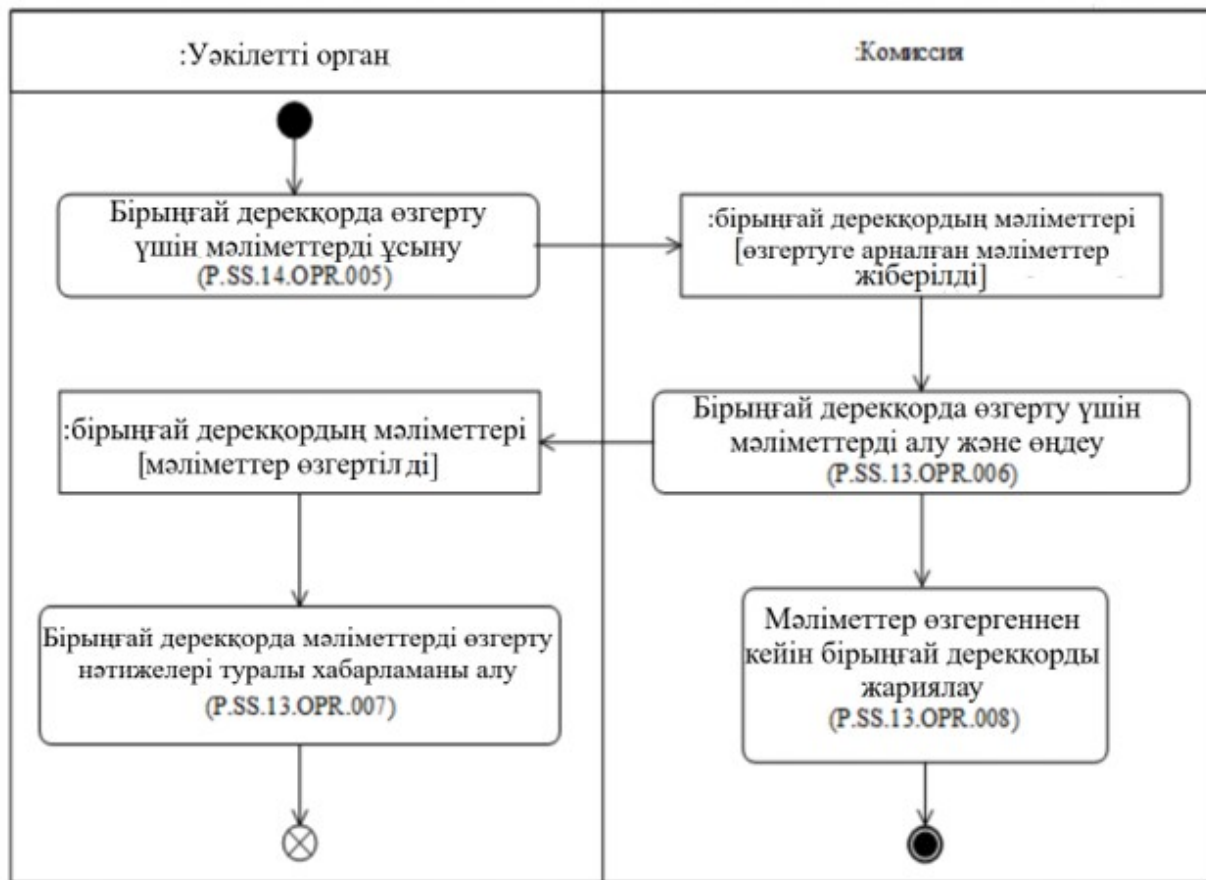 :Уәкілетті орган
:Комиссия
Бірыңғай дерекқорда өзгерту
үшін мәліметтерді ұсыну
(P.SS.14.OPR.005)
:бірыңғай дерекқордың мәліметтері
[өзгертуге арналған мәліметтер
жіберілді]
:бірыңғай дерекқордың мәліметтері
[мәліметтер өзгертілді]
Бірыңғай дерекқорда өзгерту үшін
мәліметтерді алу және өңдеу
(P.SS.13.OPR.006)
Бірыңғай дерекқорда мәліметтерді өзгерту
нәтижелері туралы хабарламаны алу
(P.SS.13.OPR.007)
Мәліметтер өзгергеннен
кейін бірыңғай дерекқорды
жариялау
(P.SS.13.OPR.008)